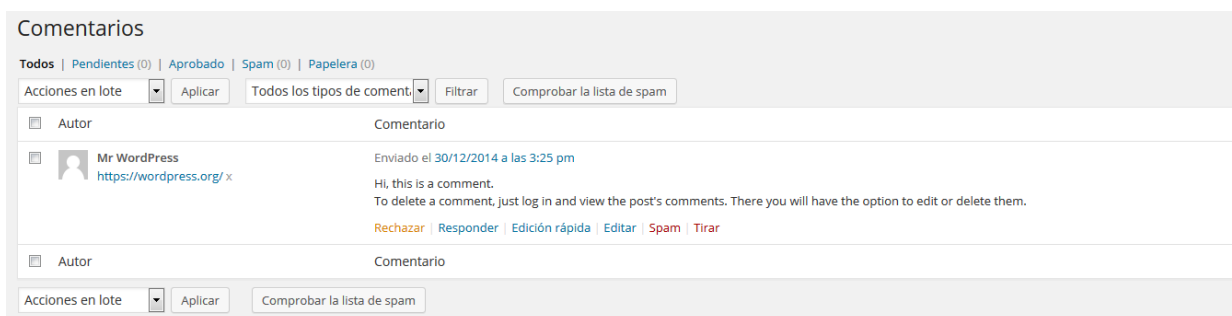 Comentarios
Todos | Pendientes (0) | Aprobado | Spam (0) | Papelera (0)
Acciones en lote Aplicar Todos los tipos de coment Filtrar Comprobar la lista de spam
Autor Comentario
Mr WordPress Enviado el 30/12/2014 a las 3:25 pm
https://wordpress.org/ x
Hi, this is a comment.
To delete a comment, just log in and view the post's comments. There you will have the option to edit or delete them.
Rechazar | Responder | Edición rápida | Editar | Spam | Tirar
Autor Comentario
Acciones en lote Aplicar Comprobar la lista de spam